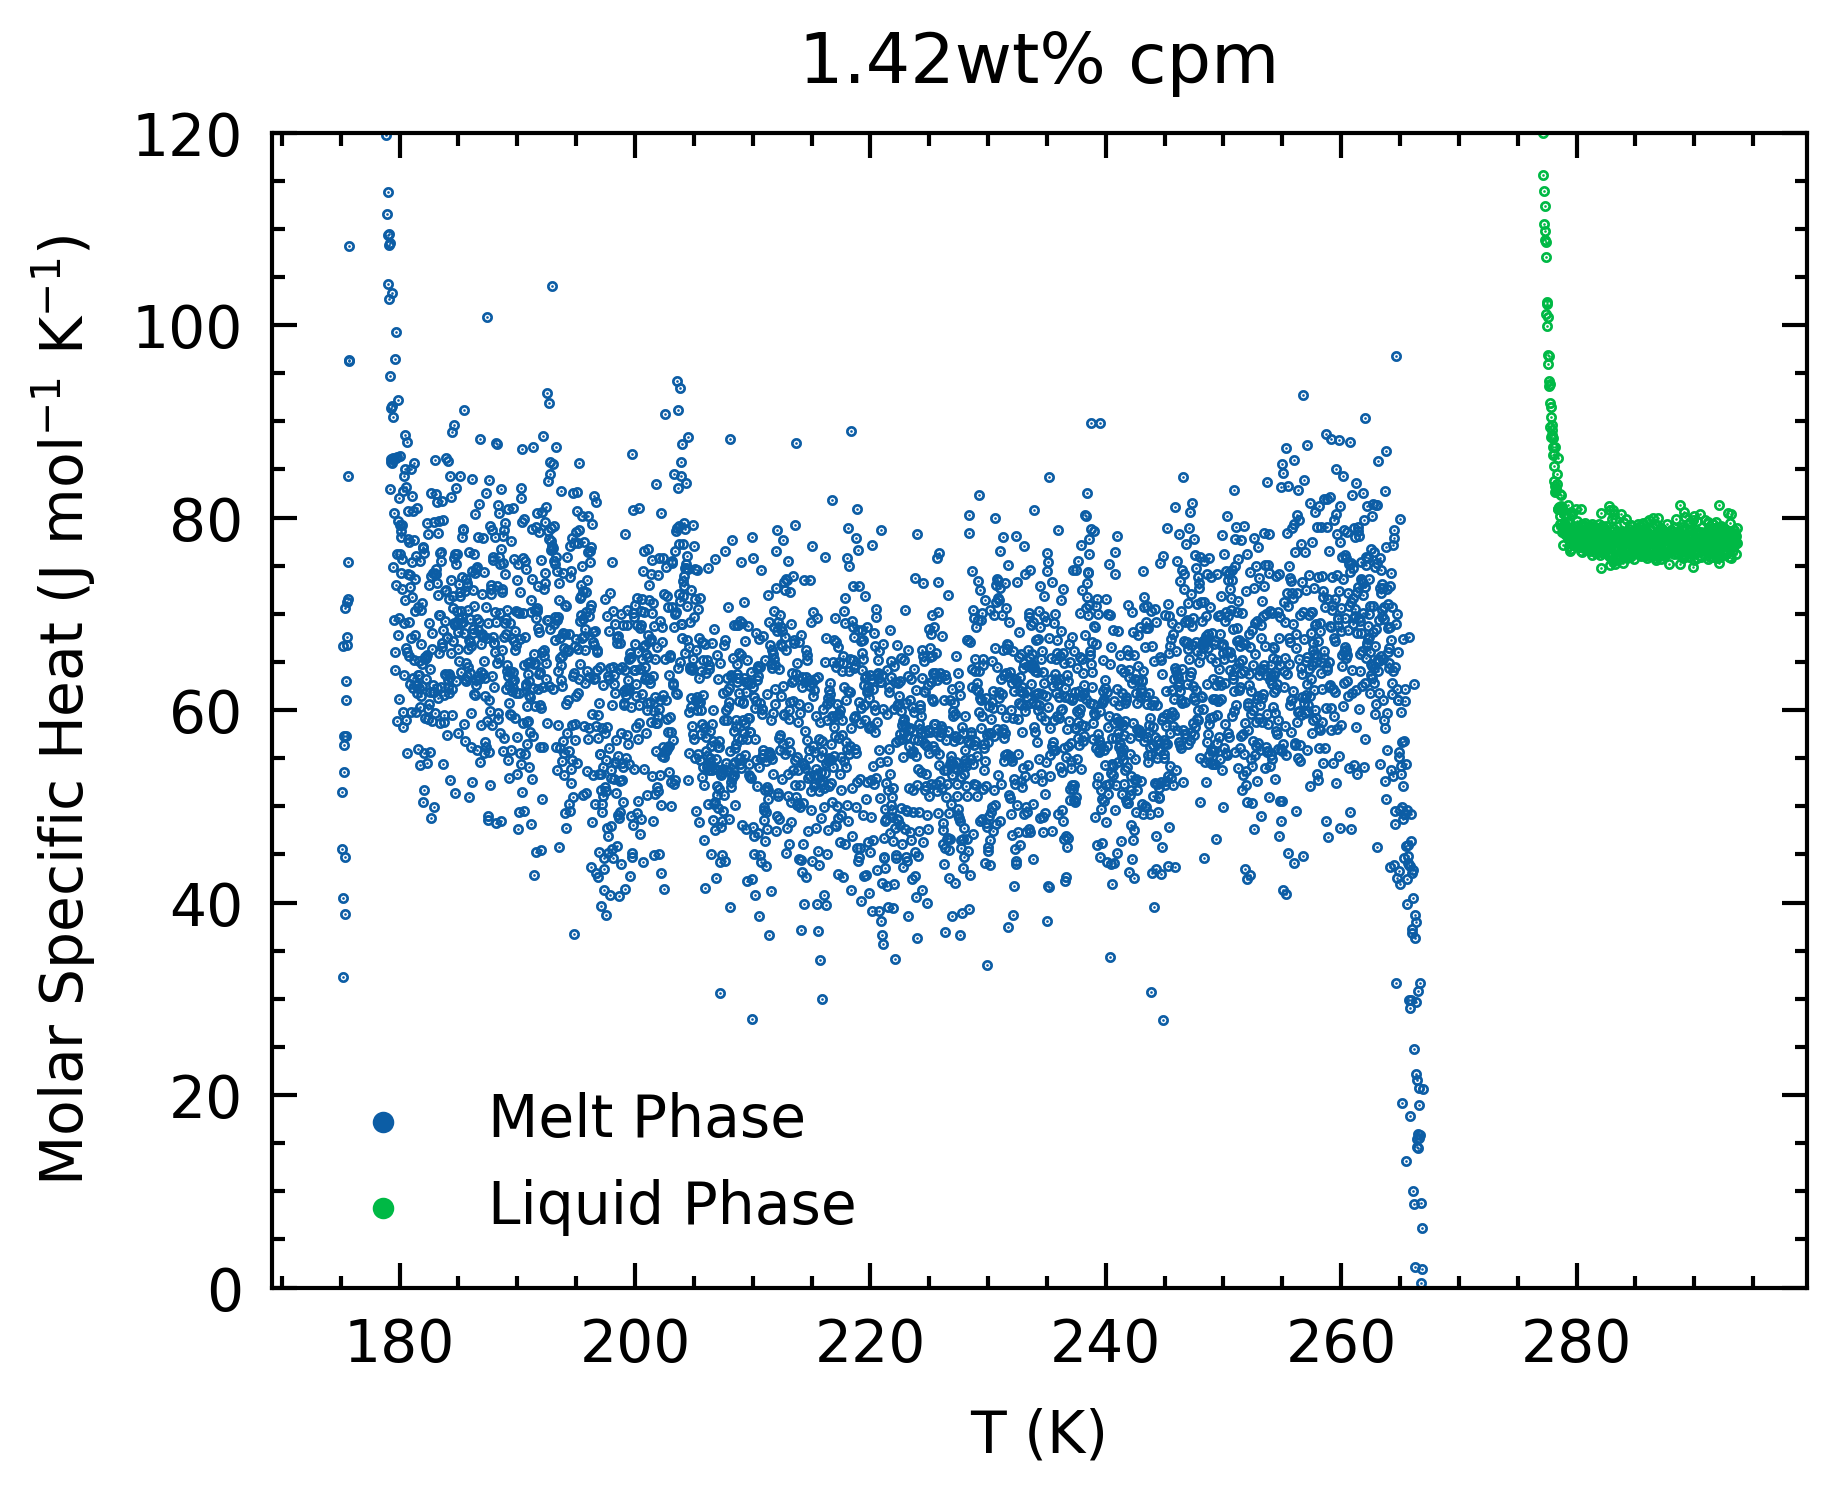 1.42wt% cpm
Molar Specific Heat (J mol⁻¹ K⁻¹)
120
100
80
60
40
20
0
Melt Phase
Liquid Phase
180 200 220 240 260 280
T (K)